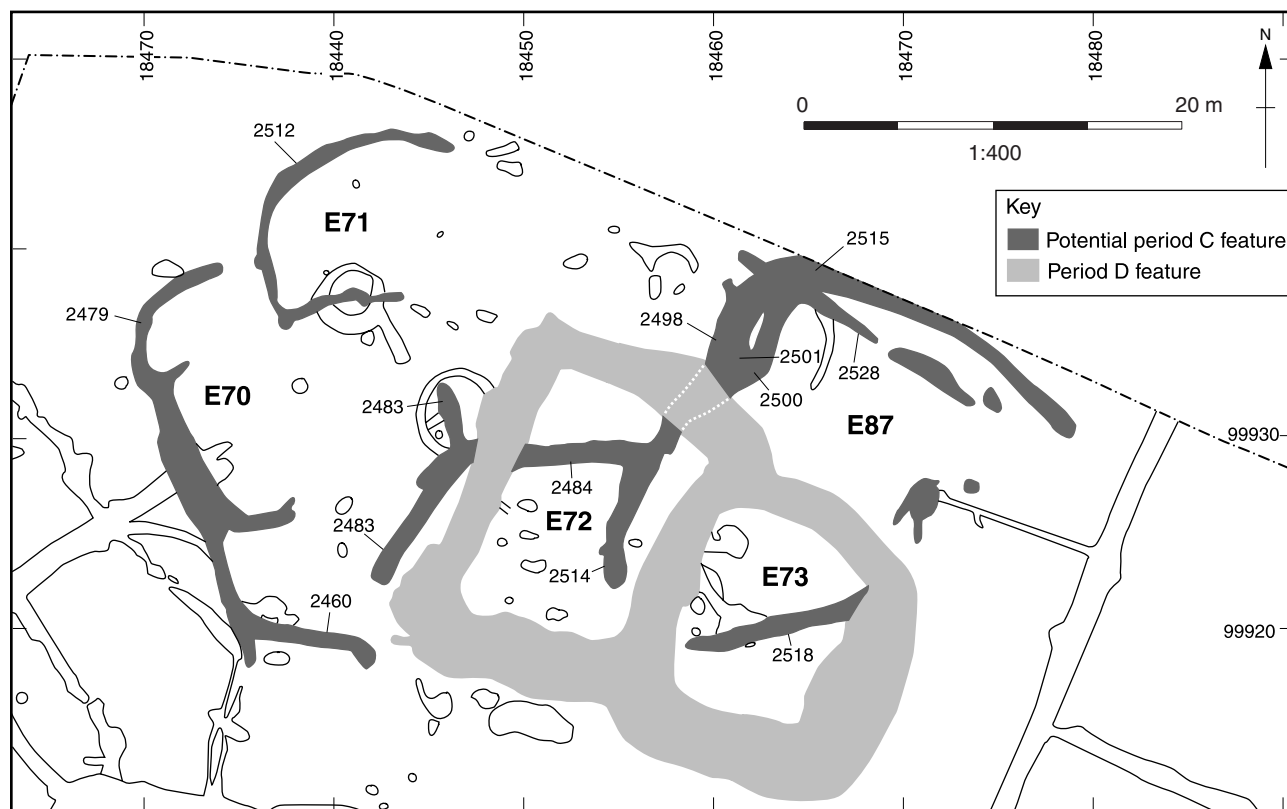 18470
18440
18450
18460
18470
18480
N
0
20 m
1:400
2512
E71
Key
Potential period C feature
Period D feature
2515
2479
2498
2501
2528
2500
E70
2483
E87
99930
2484
E72
2483
2514
E73
2460
2518
99920